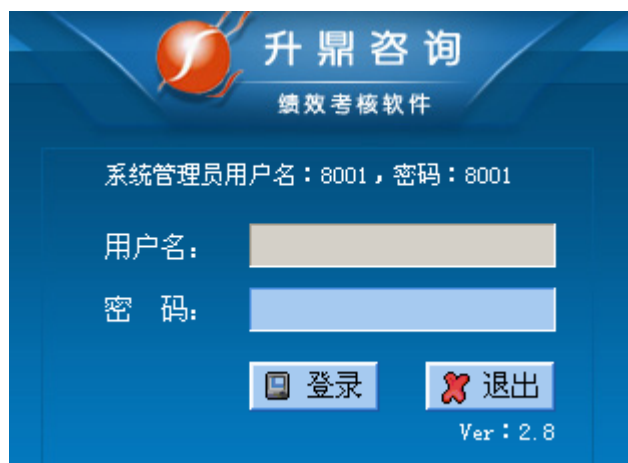 升鼎咨询
绩效考核软件
系统管理员用户名：8001，密码：8001
用户名：
密 码：
登录 退出
Ver：2.8